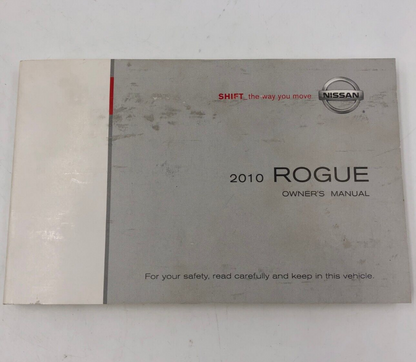 SHIFT_the way you move
NISSAN
2010 ROGUE
OWNER'S MANUAL
For your safety, read carefully and keep in this vehicle.